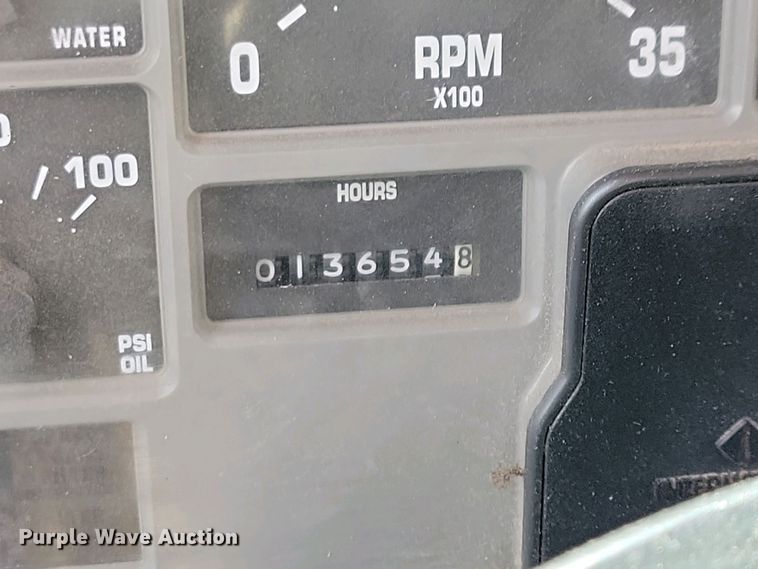 WATER
0
RPM
X100
35
100
HOURS
0136548
PSI
OIL
Purple Wave Auction